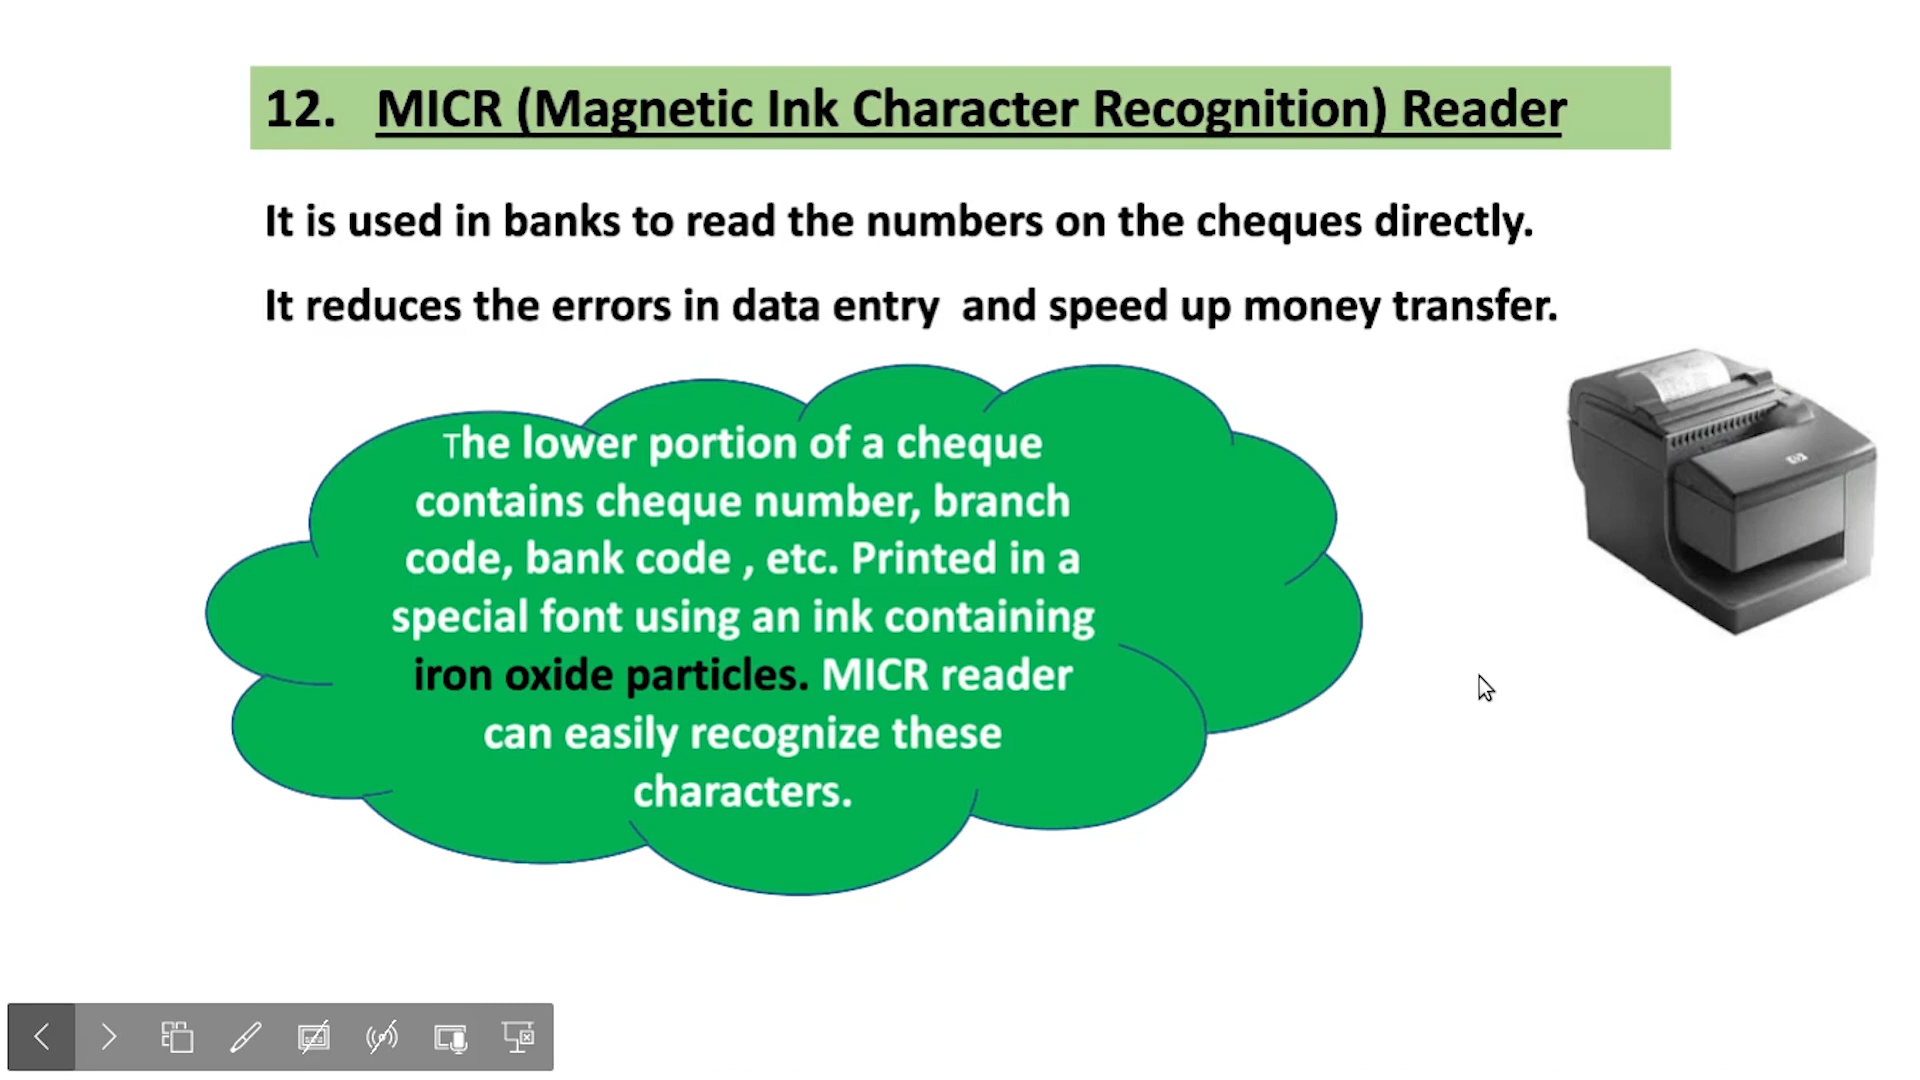 12. MICR (Magnetic Ink Character Recognition) Reader
It is used in banks to read the numbers on the cheques directly.
It reduces the errors in data entry  and speed up money transfer.
The lower portion of a cheque
contains cheque number, branch
code, bank code , etc. Printed in a
special font using an ink containing
iron oxide particles. MICR reader
can easily recognize these
characters.
hp